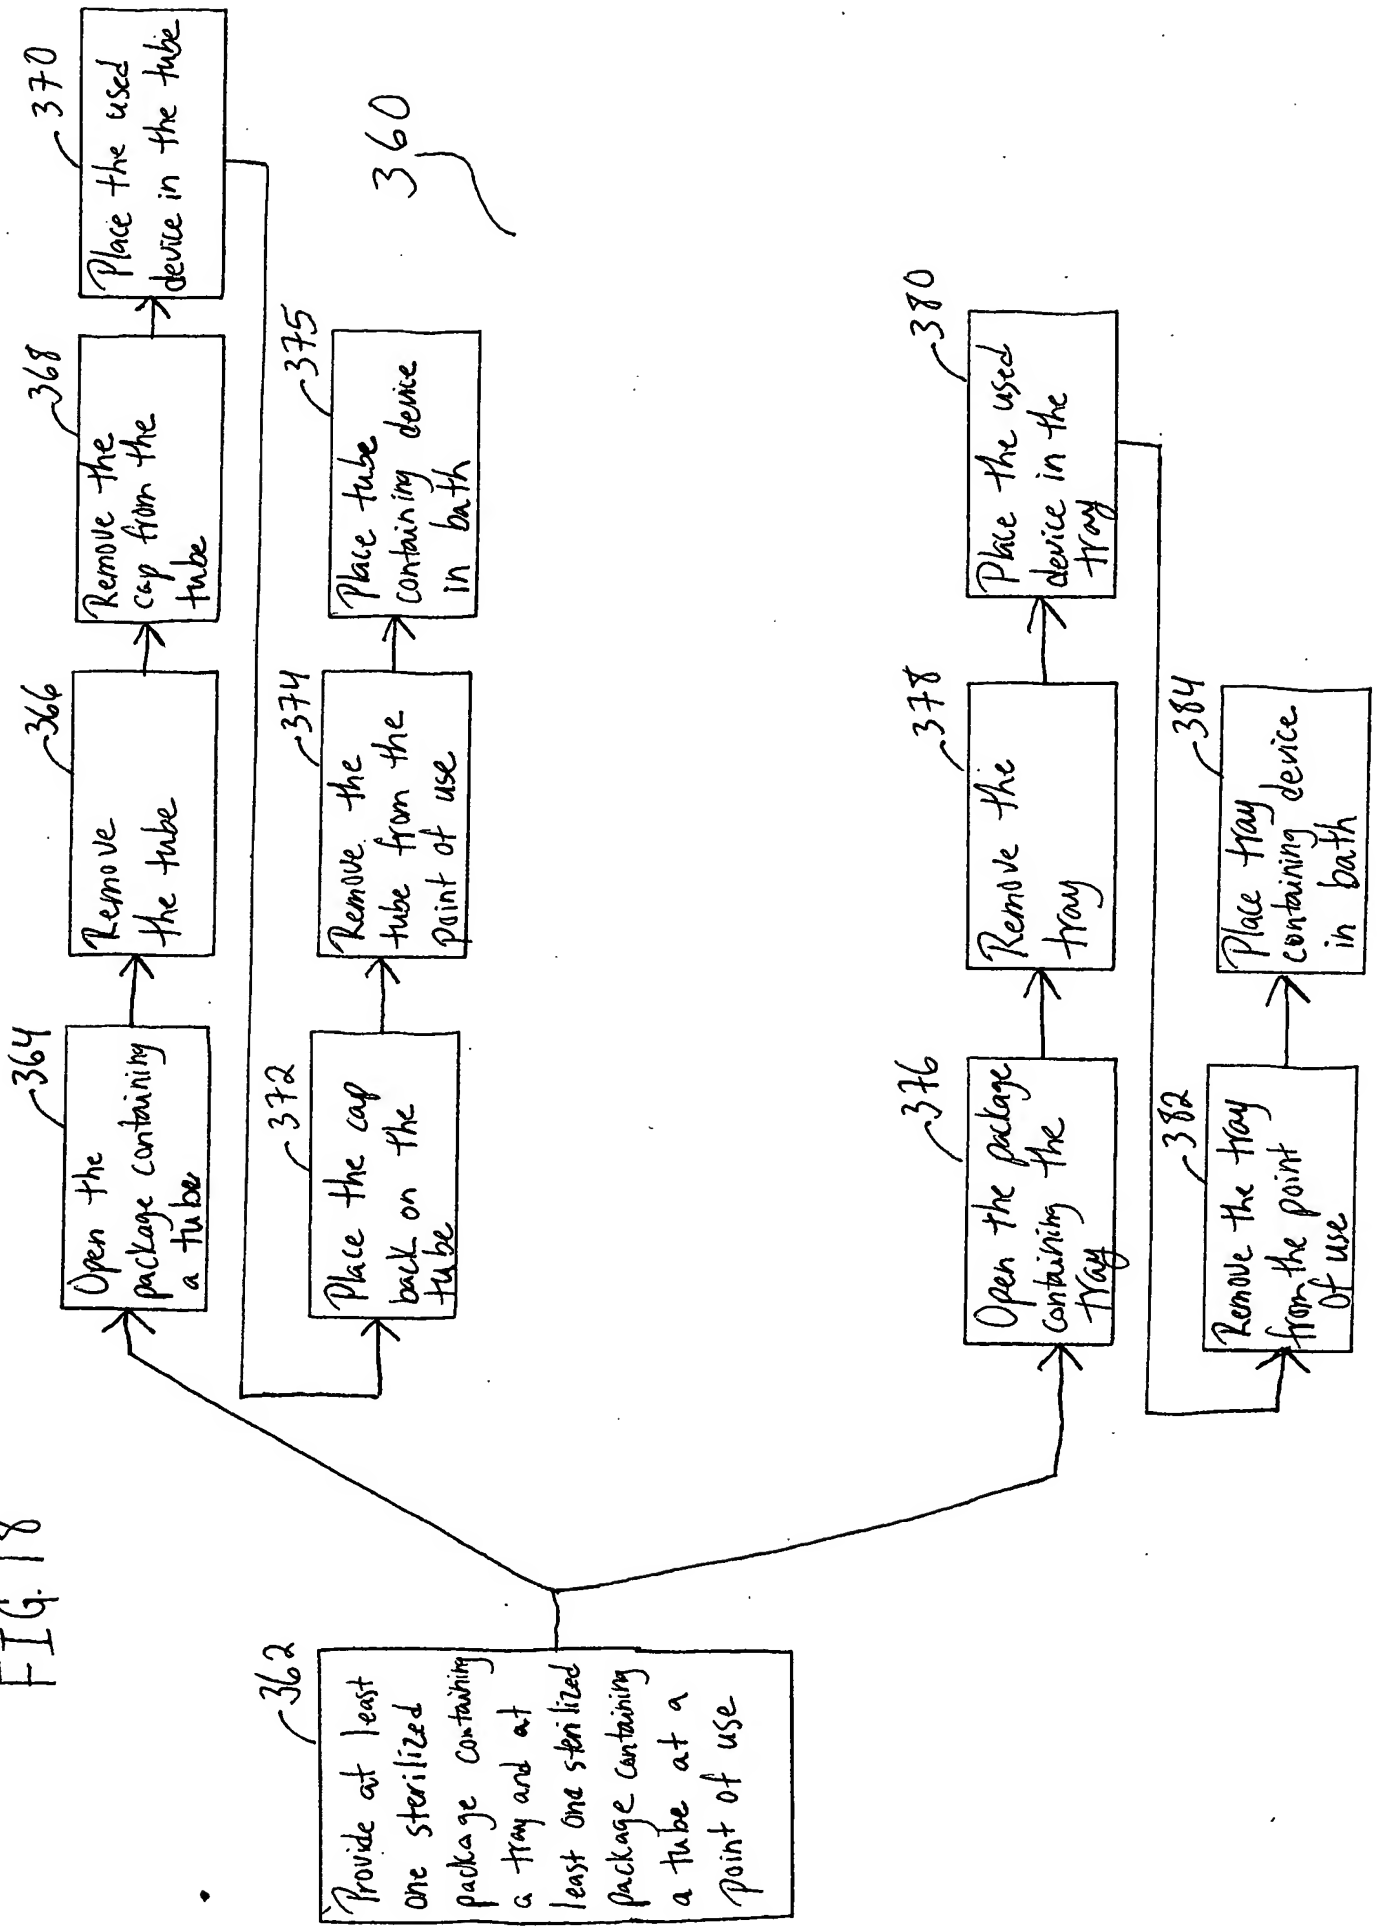 FIG. 18
362
Provide at least
one sterilized
package containing
a tray and at
least one sterilized
package containing
a tube at a
point of use
364
Open the
package containing
a tube
366
Remove
the tube
368
Remove the
cap from the
tube
370
Place the used
device in the tube
372
Place the cap
back on the
tube
374
Remove the
tube from the
point of use
375
Place tube
containing device
in bath
360
376
Open the package
containing the
tray
378
Remove the
tray
380
Place the used
device in the
tray
382
Remove the tray
from the point
of use
384
Place tray
containing device
in bath